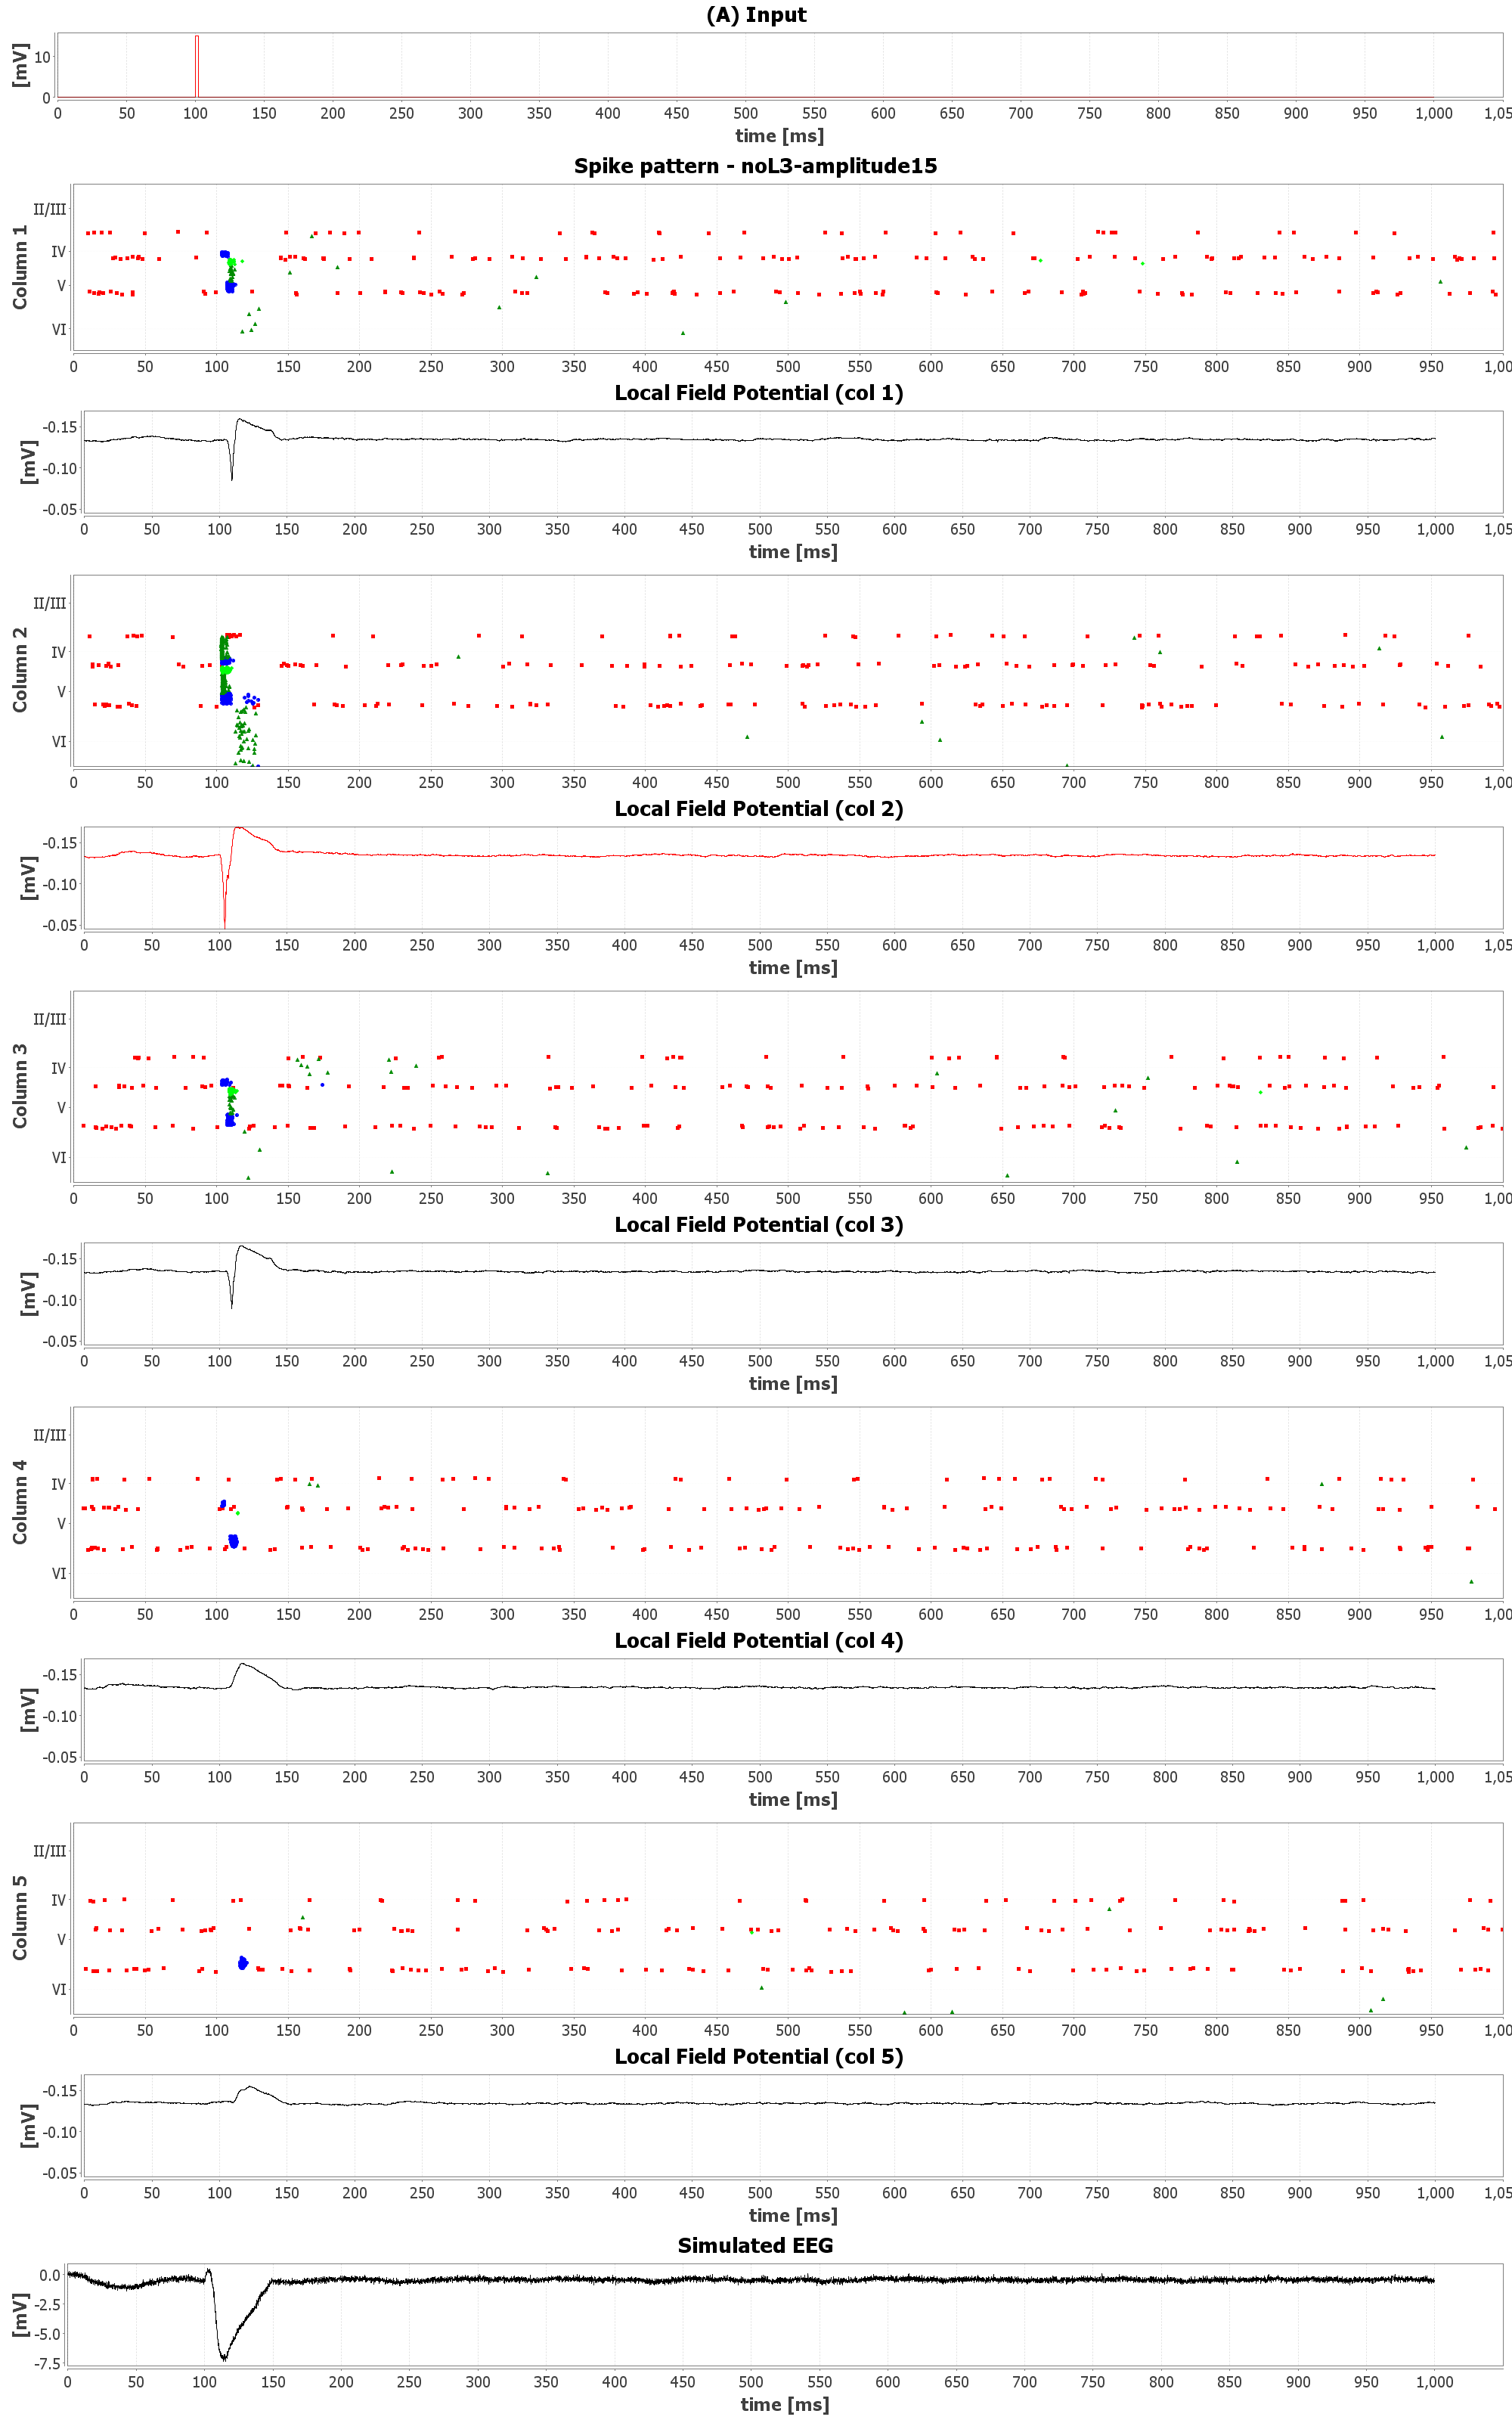 (A) Input
[mV]
10
0
0 50 100 150 200 250 300 350 400 450 500 550 600 650 700 750 800 850 900 950 1,000 1,05
time [ms]
Spike pattern - noL3-amplitude15
Column 1
II/III
IV
V
VI
0 50 100 150 200 250 300 350 400 450 500 550 600 650 700 750 800 850 900 950 1,00
Local Field Potential (col 1)
[mV]
-0.15
-0.10
-0.05
0 50 100 150 200 250 300 350 400 450 500 550 600 650 700 750 800 850 900 950 1,000 1,05
time [ms]
Column 2
II/III
IV
V
VI
0 50 100 150 200 250 300 350 400 450 500 550 600 650 700 750 800 850 900 950 1,00
Local Field Potential (col 2)
[mV]
-0.15
-0.10
-0.05
0 50 100 150 200 250 300 350 400 450 500 550 600 650 700 750 800 850 900 950 1,000 1,05
time [ms]
Column 3
II/III
IV
V
VI
0 50 100 150 200 250 300 350 400 450 500 550 600 650 700 750 800 850 900 950 1,00
Local Field Potential (col 3)
[mV]
-0.15
-0.10
-0.05
0 50 100 150 200 250 300 350 400 450 500 550 600 650 700 750 800 850 900 950 1,000 1,05
time [ms]
Column 4
II/III
IV
V
VI
0 50 100 150 200 250 300 350 400 450 500 550 600 650 700 750 800 850 900 950 1,00
Local Field Potential (col 4)
[mV]
-0.15
-0.10
-0.05
0 50 100 150 200 250 300 350 400 450 500 550 600 650 700 750 800 850 900 950 1,000 1,05
time [ms]
Column 5
II/III
IV
V
VI
0 50 100 150 200 250 300 350 400 450 500 550 600 650 700 750 800 850 900 950 1,00
Local Field Potential (col 5)
[mV]
-0.15
-0.10
-0.05
0 50 100 150 200 250 300 350 400 450 500 550 600 650 700 750 800 850 900 950 1,000 1,05
time [ms]
Simulated EEG
[mV]
0.0
-2.5
-5.0
-7.5
0 50 100 150 200 250 300 350 400 450 500 550 600 650 700 750 800 850 900 950 1,000
time [ms]